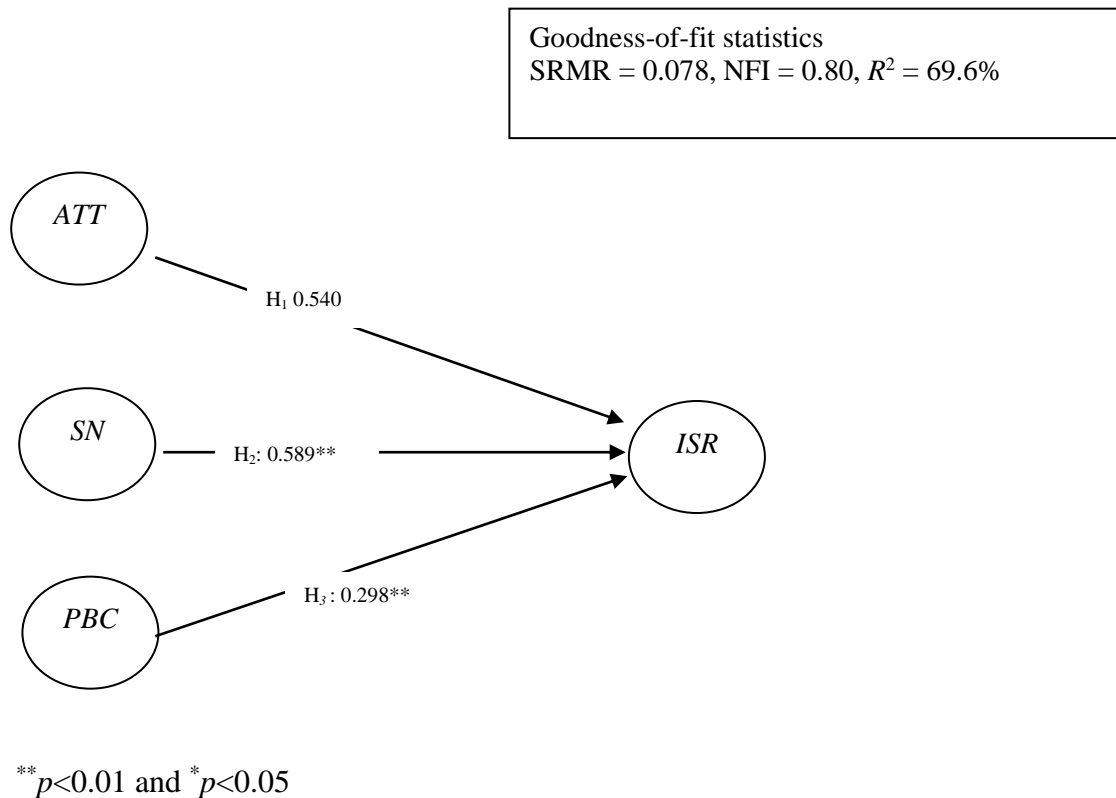 Goodness-of-fit statistics
SRMR = 0.078, NFI = 0.80, R² = 69.6%
ATT
H₁ 0.540
SN
H₂: 0.589**
ISR
H₃ : 0.298**
PBC
**p<0.01 and *p<0.05